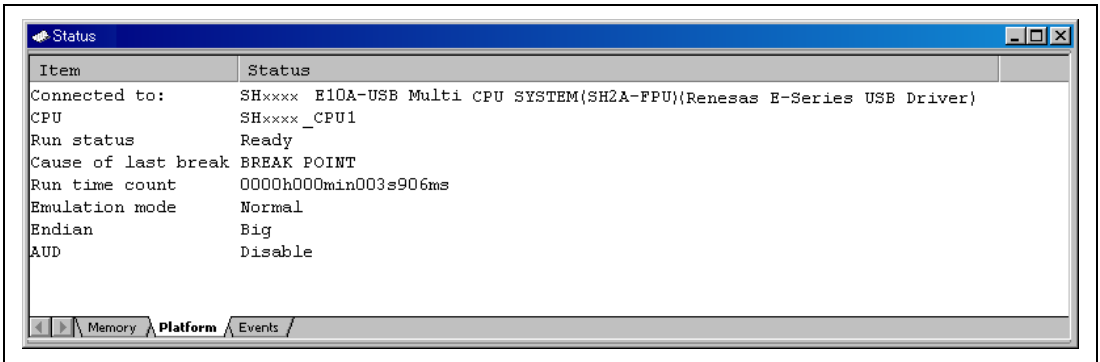 Status
Item Status
Connected to: SHxxxx E10A-USB Multi CPU SYSTEM(SH2A-FPU)(Renesas E-Series USB Driver)
CPU SHxxxx_CPU1
Run status Ready
Cause of last break BREAK POINT
Run time count 0000h000min003s906ms
Emulation mode Normal
Endian Big
AUD Disable
Memory Platform Events